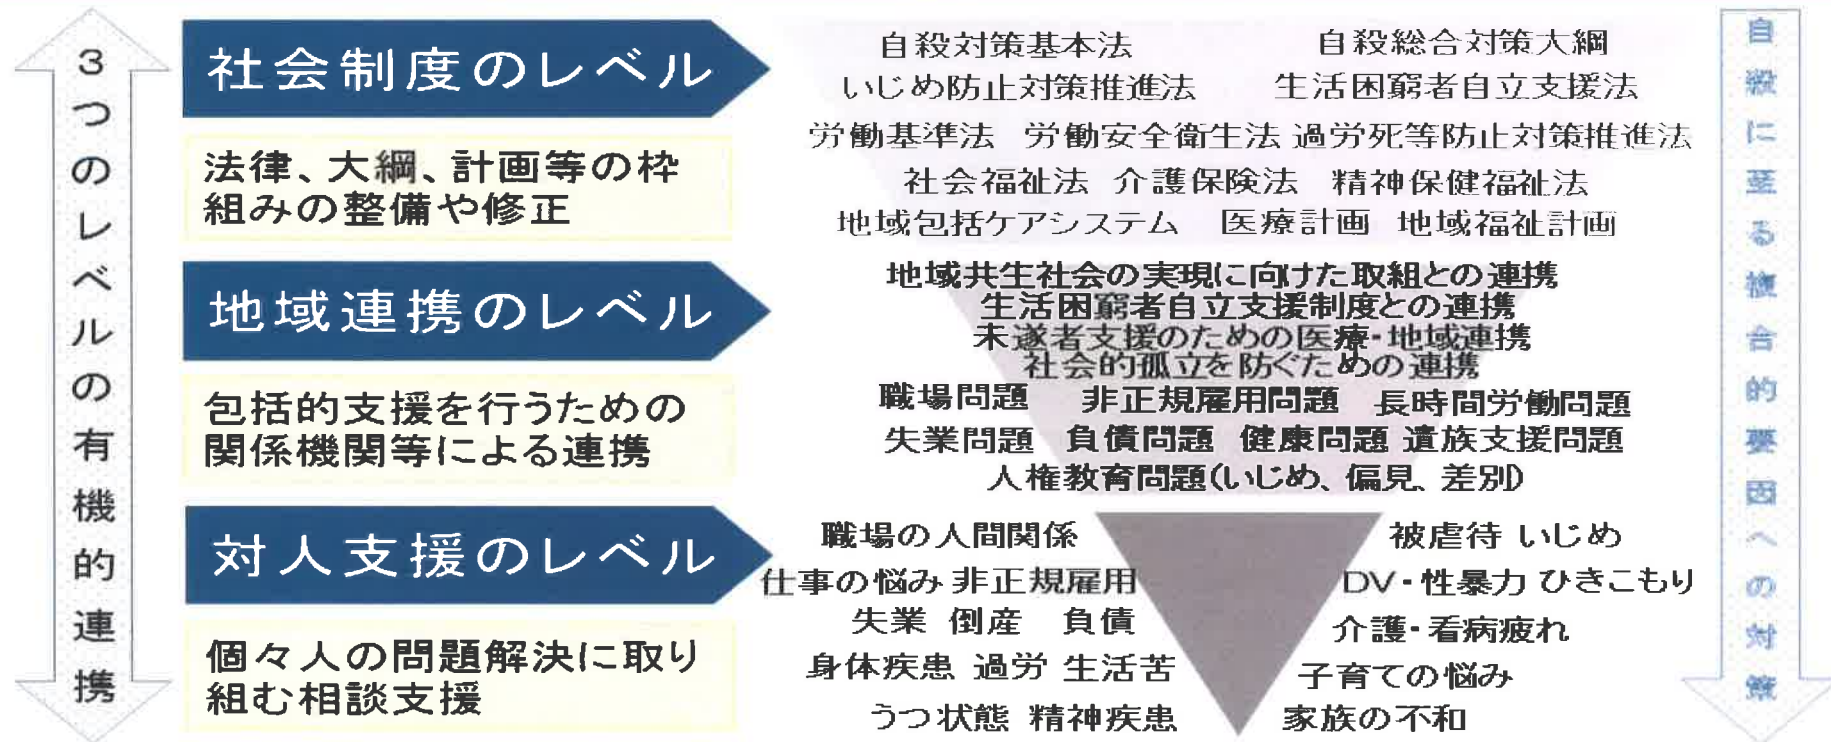 3つのレベルの有機的連携
社会制度のレベル
法律、大綱、計画等の枠
組みの整備や修正
自殺対策基本法 自殺総合対策大綱
いじめ防止対策推進法 生活困窮者自立支援法
労働基準法 労働安全衛生法 過労死等防止対策推進法
社会福祉法 介護保険法 精神保健福祉法
地域包括ケアシステム 医療計画 地域福祉計画
地域連携のレベル
包括的支援を行うための
関係機関等による連携
地域共生社会の実現に向けた取組との連携
生活困窮者自立支援制度との連携
未遂者支援のための医療・地域連携
社会的孤立を防ぐための連携
職場問題 非正規雇用問題 長時間労働問題
失業問題 負債問題 健康問題 遺族支援問題
人権教育問題(いじめ、偏見、差別)
対人支援のレベル
個々人の問題解決に取り
組む相談支援
職場の人間関係 被虐待 いじめ
仕事の悩み 非正規雇用 DV・性暴力 ひきこもり
失業 倒産 負債 介護・看病疲れ
身体疾患 過労 生活苦 子育ての悩み
うつ状態 精神疾患 家族の不和
自殺に至る複合的要因への対策